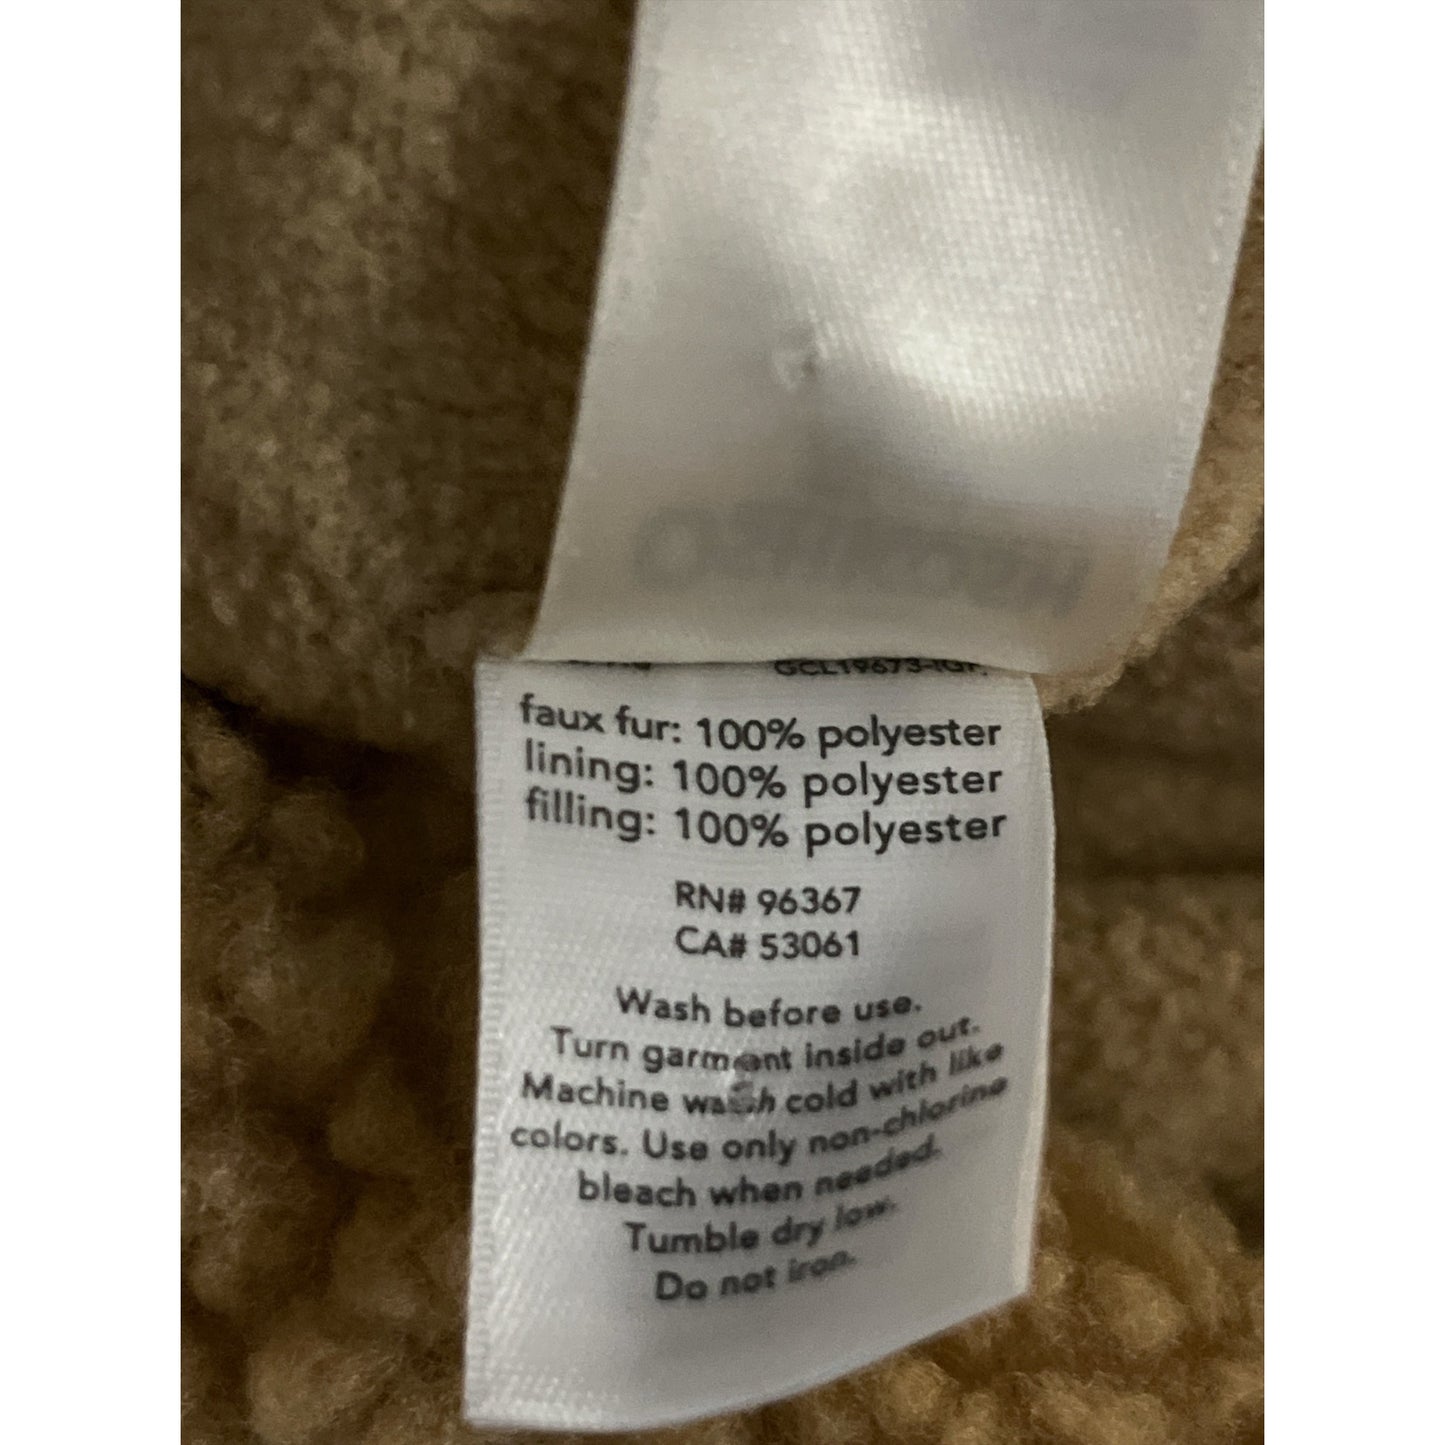 faux fur: 100% polyester
lining: 100% polyester
filling: 100% polyester
RN# 96367
CA# 53061
Wash before use.
Turn garment inside out.
Machine wash cold with like
colors. Use only non-chlorine
bleach when needed.
Tumble dry low.
Do not iron.